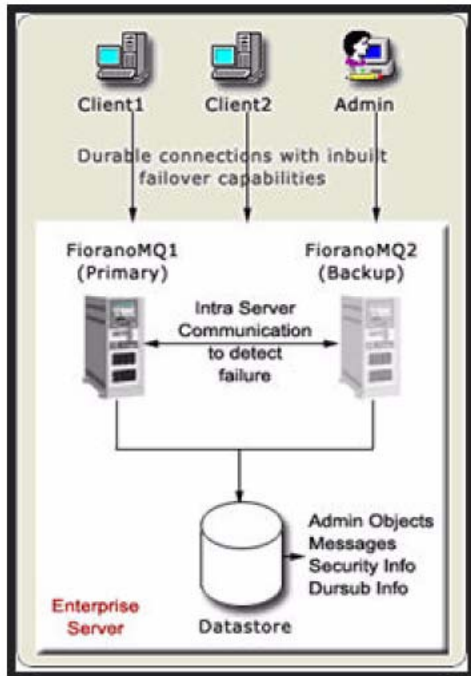 Client1
Client2
Admin
Durable connections with inbuilt
failover capabilities
FioranoMQ1
(Primary)
FioranoMQ2
(Backup)
Intra Server
Communication
to detect
failure
Admin Objects
Messages
Security Info
Dursub Info
Enterprise
Server
Datastore